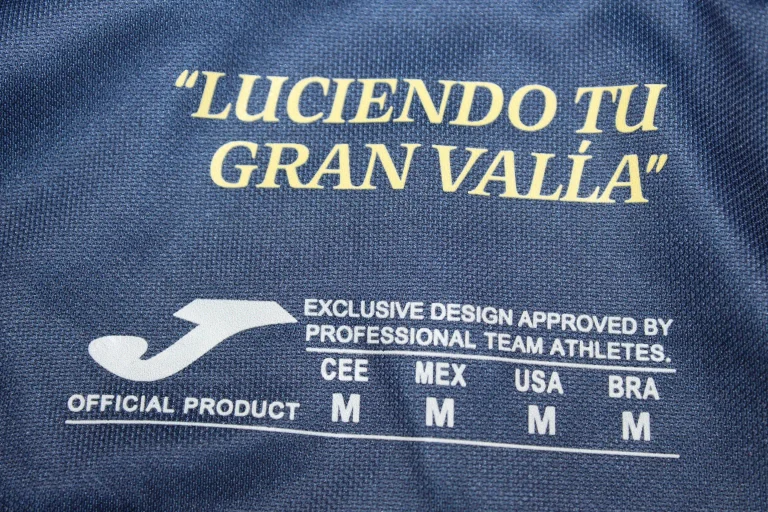 “LUCIENDO TU
GRAN VALÍA”
EXCLUSIVE DESIGN APPROVED BY
PROFESSIONAL TEAM ATHLETES.
CEE MEX USA BRA
OFFICIAL PRODUCT M M M M